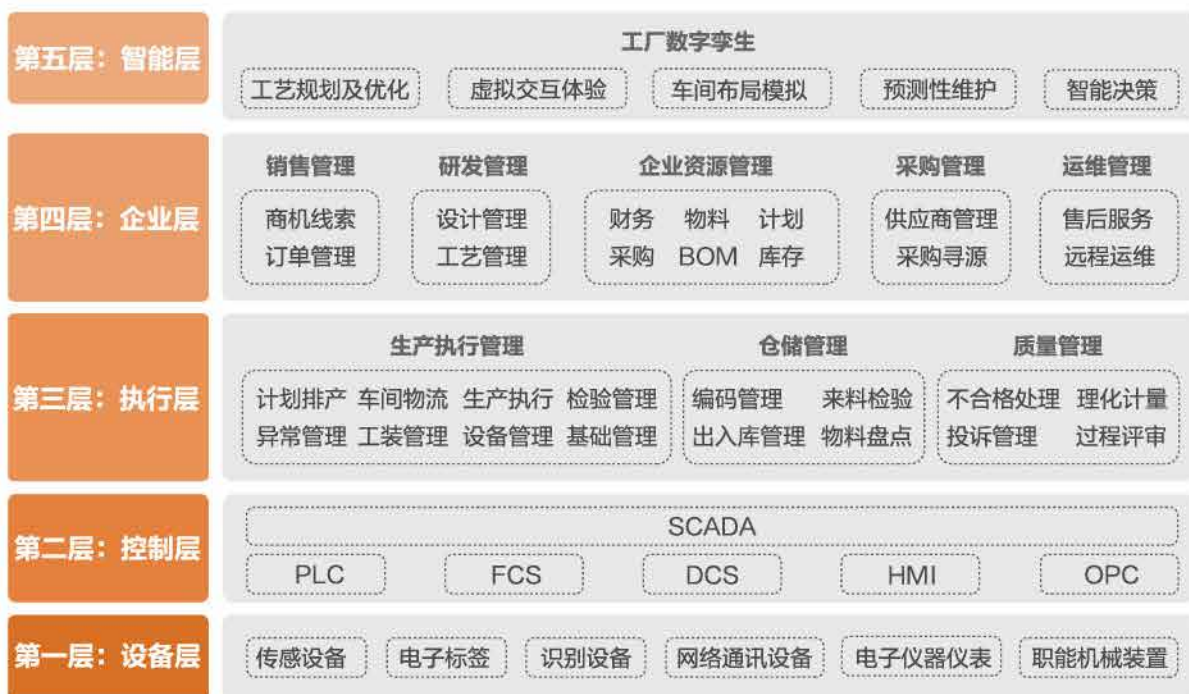 第五层：智能层
工厂数字孪生
工艺规划及优化 虚拟交互体验 车间布局模拟 预测性维护 智能决策
第四层：企业层
销售管理 研发管理 企业资源管理 采购管理 运维管理
商机线索 设计管理 财务 物料 计划 供应商管理 售后服务
订单管理 工艺管理 采购 BOM 库存 采购寻源 远程运维
第三层：执行层
生产执行管理 仓储管理 质量管理
计划排产 车间物流 生产执行 检验管理 编码管理 来料检验 不合格处理 理化计量
异常管理 工装管理 设备管理 基础管理 出入库管理 物料盘点 投诉管理 过程评审
第二层：控制层
SCADA
PLC FCS DCS HMI OPC
第一层：设备层
传感设备 电子标签 识别设备 网络通讯设备 电子仪器仪表 职能机械装置